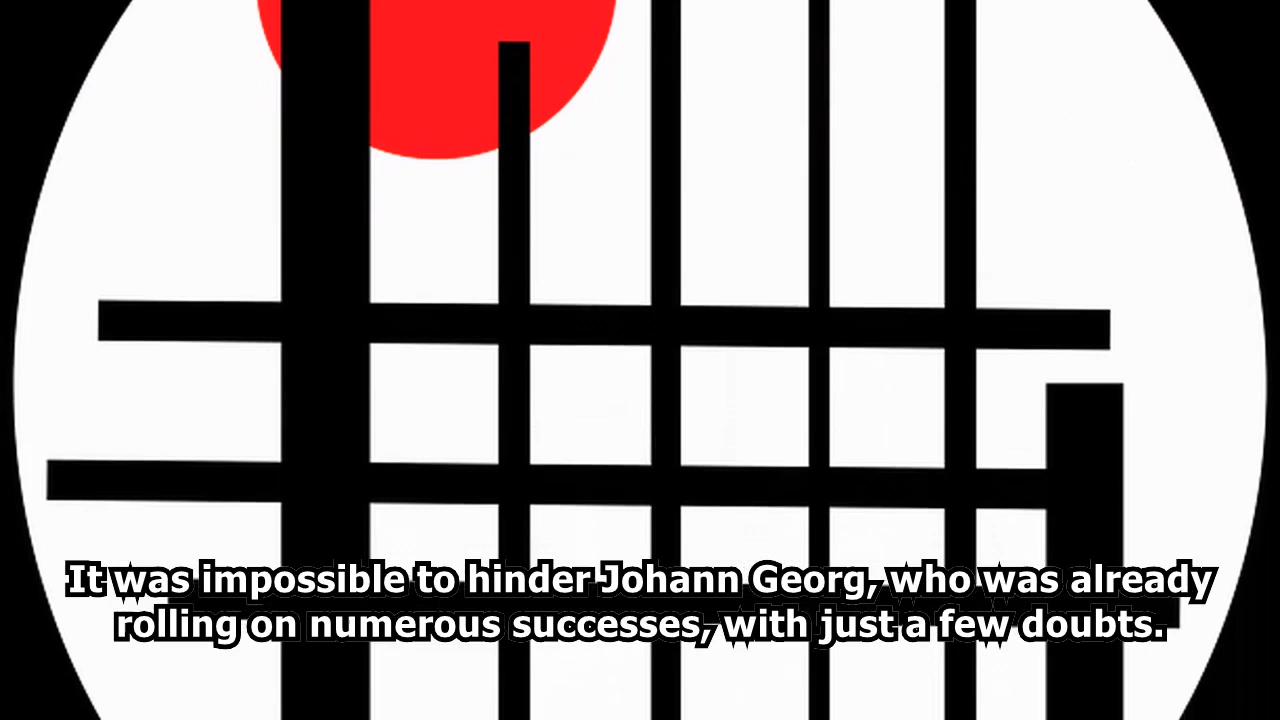 It was impossible to hinder Johann Georg, who was already
rolling on numerous successes, with just a few doubts.